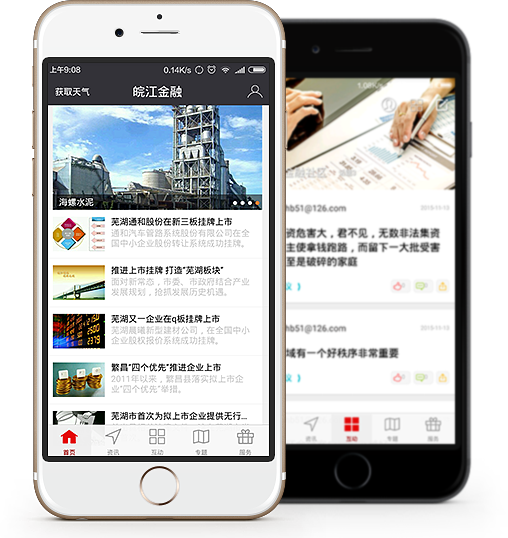 上午9:08 0.14K/s
获取天气 皖江金融
海螺水泥
芜湖通和股份在新三板挂牌上市
通和汽车管路系统股份有限公司在全
国中小企业股份转让系统成功挂牌。
推进上市挂牌 打造"芜湖板块"
面对新常态，市委、市政府结合产业
发展规划，抢抓发展历史机遇。
芜湖又一企业在q板挂牌上市
芜湖晨曦新型建材公司，在全国中小
企业股权报价系统成功挂牌。
繁昌"四个优先"推进企业上市
2011年以来，繁昌县落实拟上市企
业"四个优先"举措。
芜湖市首次为拟上市企业提供无行...
首页 资讯 互动 专题 服务
hb51@126.com 2015-11-13
资危害大，君不见，无数非法集资
主使拿钱跑路，而留下一大批受害
至是破碎的家庭
hb51@126.com
域有一个好秩序非常重要
资讯 互动 专题 服务